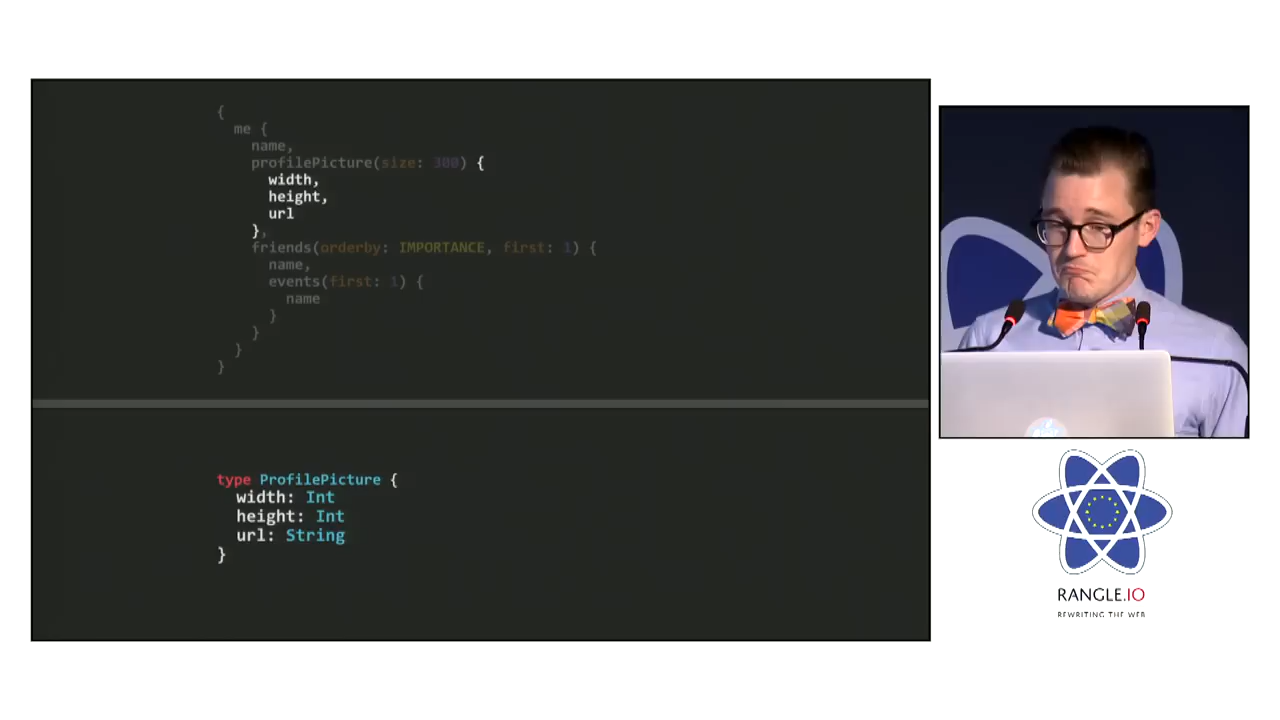 {
me {
name,
profilePicture(size: 300) {
width,
height,
url
},
friends(orderby: IMPORTANCE, first: 1) {
name,
events(first: 1) {
name
}
}
}
}
type ProfilePicture {
width: Int
height: Int
url: String
}
RANGLE.IO
REWRITING THE WEB